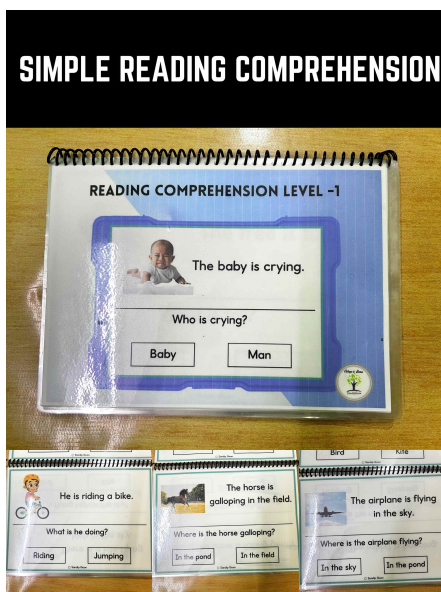 SIMPLE READING COMPREHENSION
READING COMPREHENSION LEVEL -1
The baby is crying.
Who is crying?
Baby Man
He is riding a bike.
What is he doing?
Riding Jumping
The horse is
galloping in the field.
Where is the horse galloping?
In the pond In the field
Bird Kite
The airplane is flying
in the sky.
Where is the airplane flying?
In the sky In the pond